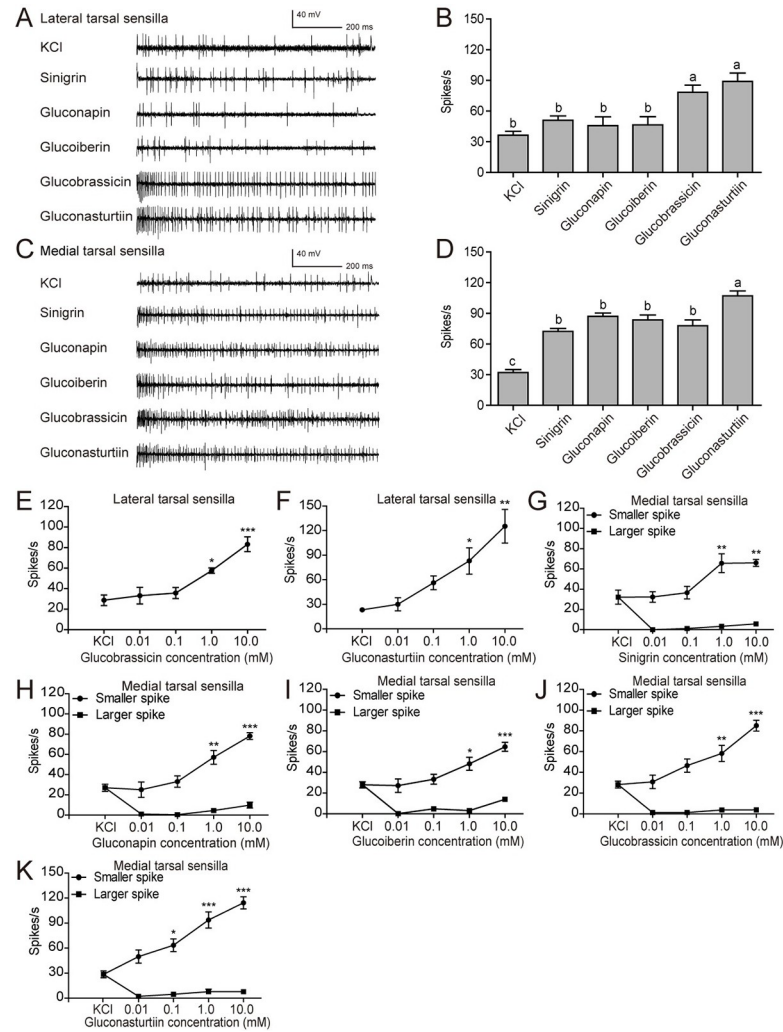 A Lateral tarsal sensilla
40 mV
200 ms
KCl
Sinigrin
Gluconapin
Glucoiberin
Glucobrassicin
Gluconasturtiin
B
Spikes/s
150
120
90
60
30
0
b b b b a a
KCl Sinigrin Gluconapin Glucoiberin Glucobrassicin Gluconasturtiin
C Medial tarsal sensilla
40 mV
200 ms
KCl
Sinigrin
Gluconapin
Glucoiberin
Glucobrassicin
Gluconasturtiin
D
Spikes/s
150
120
90
60
30
0
c b b b b a
KCl Sinigrin Gluconapin Glucoiberin Glucobrassicin Gluconasturtiin
E Lateral tarsal sensilla
Spikes/s
120
100
80
60
40
20
0
* ***
KCl 0.01 0.1 1.0 10.0
Glucobrassicin concentration (mM)
F Lateral tarsal sensilla
Spikes/s
150
120
90
60
30
0
* **
KCl 0.01 0.1 1.0 10.0
Gluconasturtiin concentration (mM)
G Medial tarsal sensilla
Smaller spike
Larger spike
Spikes/s
120
100
80
60
40
20
0
** **
KCl 0.01 0.1 1.0 10.0
Sinigrin concentration (mM)
H Medial tarsal sensilla
Smaller spike
Larger spike
Spikes/s
120
100
80
60
40
20
0
** ***
KCl 0.01 0.1 1.0 10.0
Gluconapin concentration (mM)
I Medial tarsal sensilla
Smaller spike
Larger spike
Spikes/s
120
100
80
60
40
20
0
* ***
KCl 0.01 0.1 1.0 10.0
Glucoiberin concentration (mM)
J Medial tarsal sensilla
Smaller spike
Larger spike
Spikes/s
120
100
80
60
40
20
0
** ***
KCl 0.01 0.1 1.0 10.0
Glucobrassicin concentration (mM)
K Medial tarsal sensilla
Smaller spike
Larger spike
Spikes/s
150
120
90
60
30
0
* *** ***
KCl 0.01 0.1 1.0 10.0
Gluconasturtiin concentration (mM)